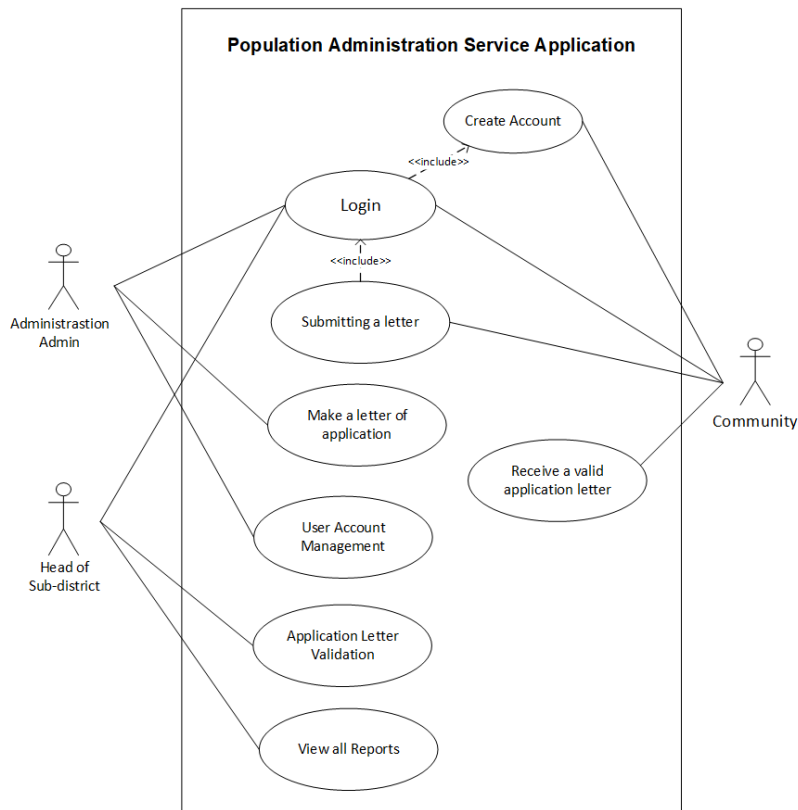 Population Administration Service Application
Create Account
<<include>>
Login
<<include>>
Administrastion
Admin
Submitting a letter
Community
Make a letter of
application
Receive a valid
application letter
User Account
Management
Head of
Sub-district
Application Letter
Validation
View all Reports